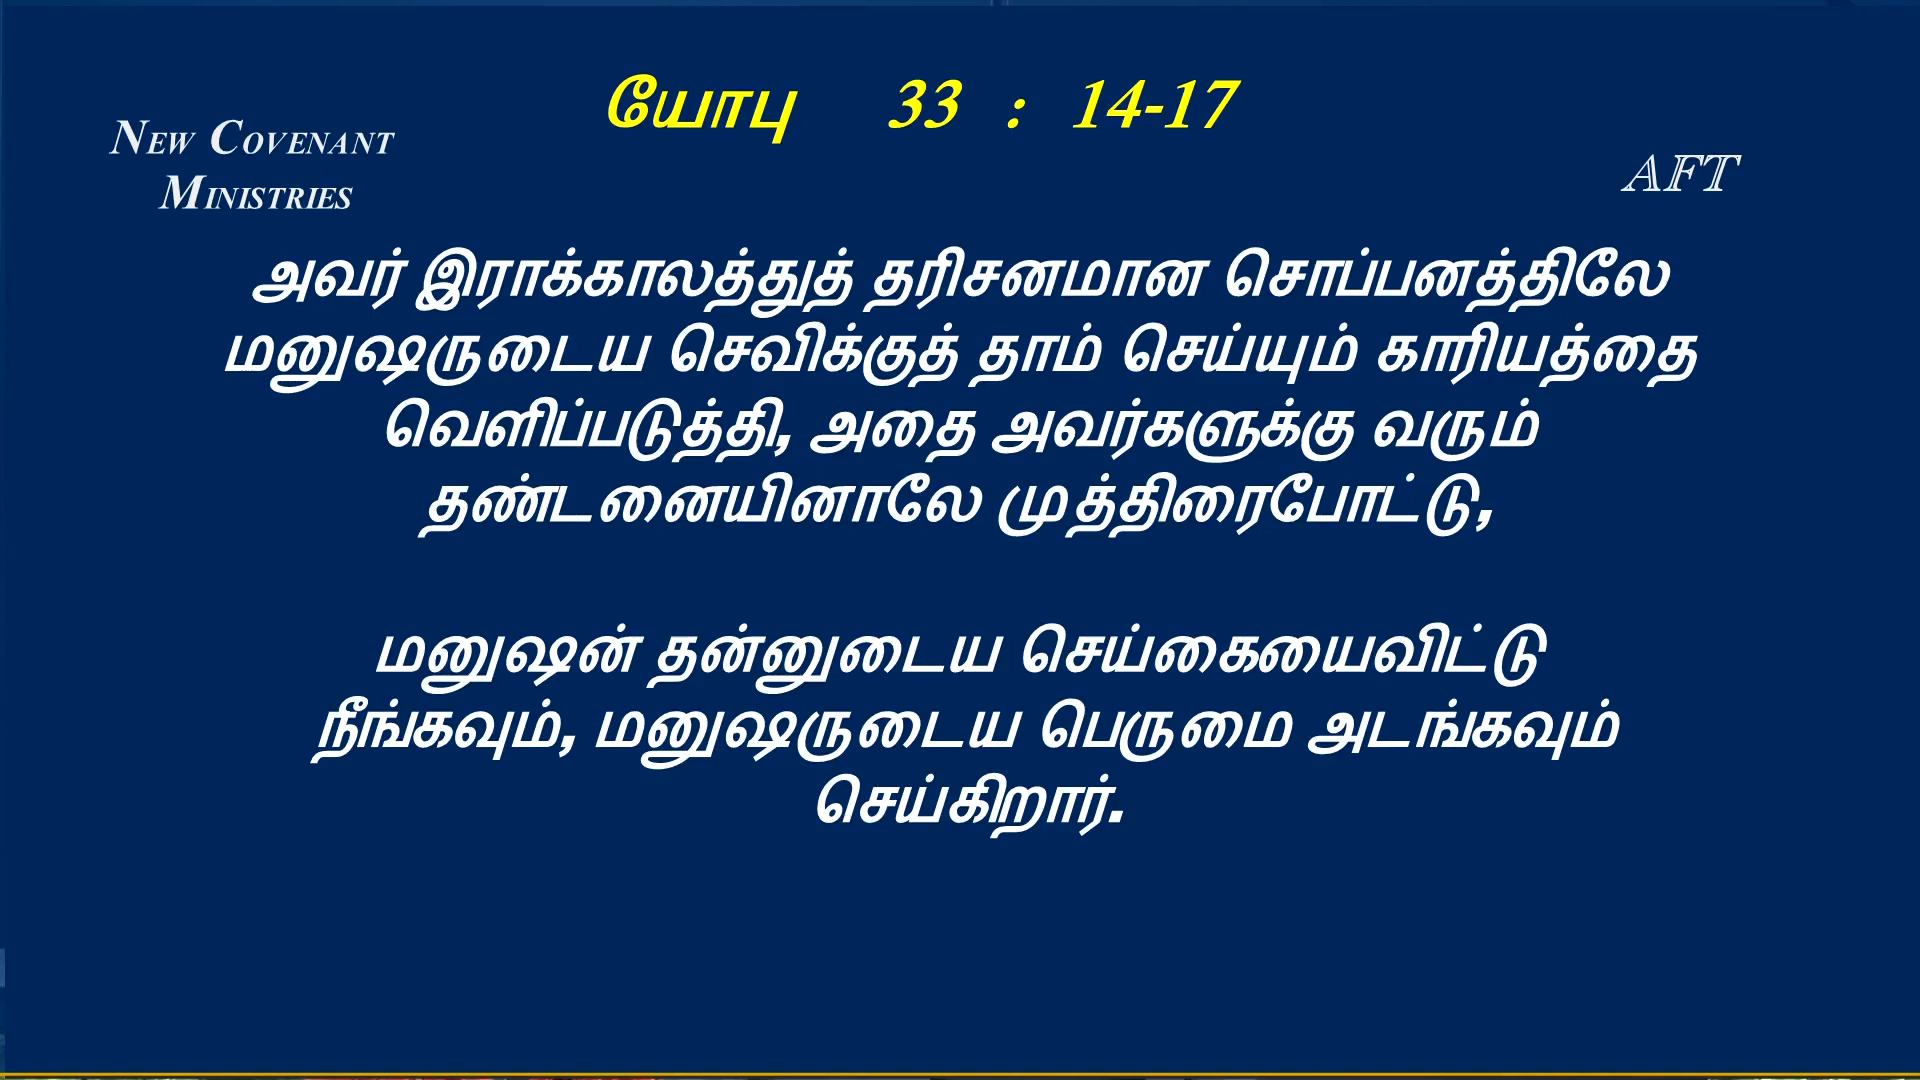 யோபு 33 : 14-17
NEW COVENANT
MINISTRIES
AFT
அவர் இராக்காலத்துத் தரிசனமான சொப்பனத்திலே
மனுஷருடைய செவிக்குத் தாம் செய்யும் காரியத்தை
வெளிப்படுத்தி, அதை அவர்களுக்கு வரும்
தண்டனையினாலே முத்திரைபோட்டு,
மனுஷன் தன்னுடைய செய்கையைவிட்டு
நீங்கவும், மனுஷருடைய பெருமை அடங்கவும்
செய்கிறார்.